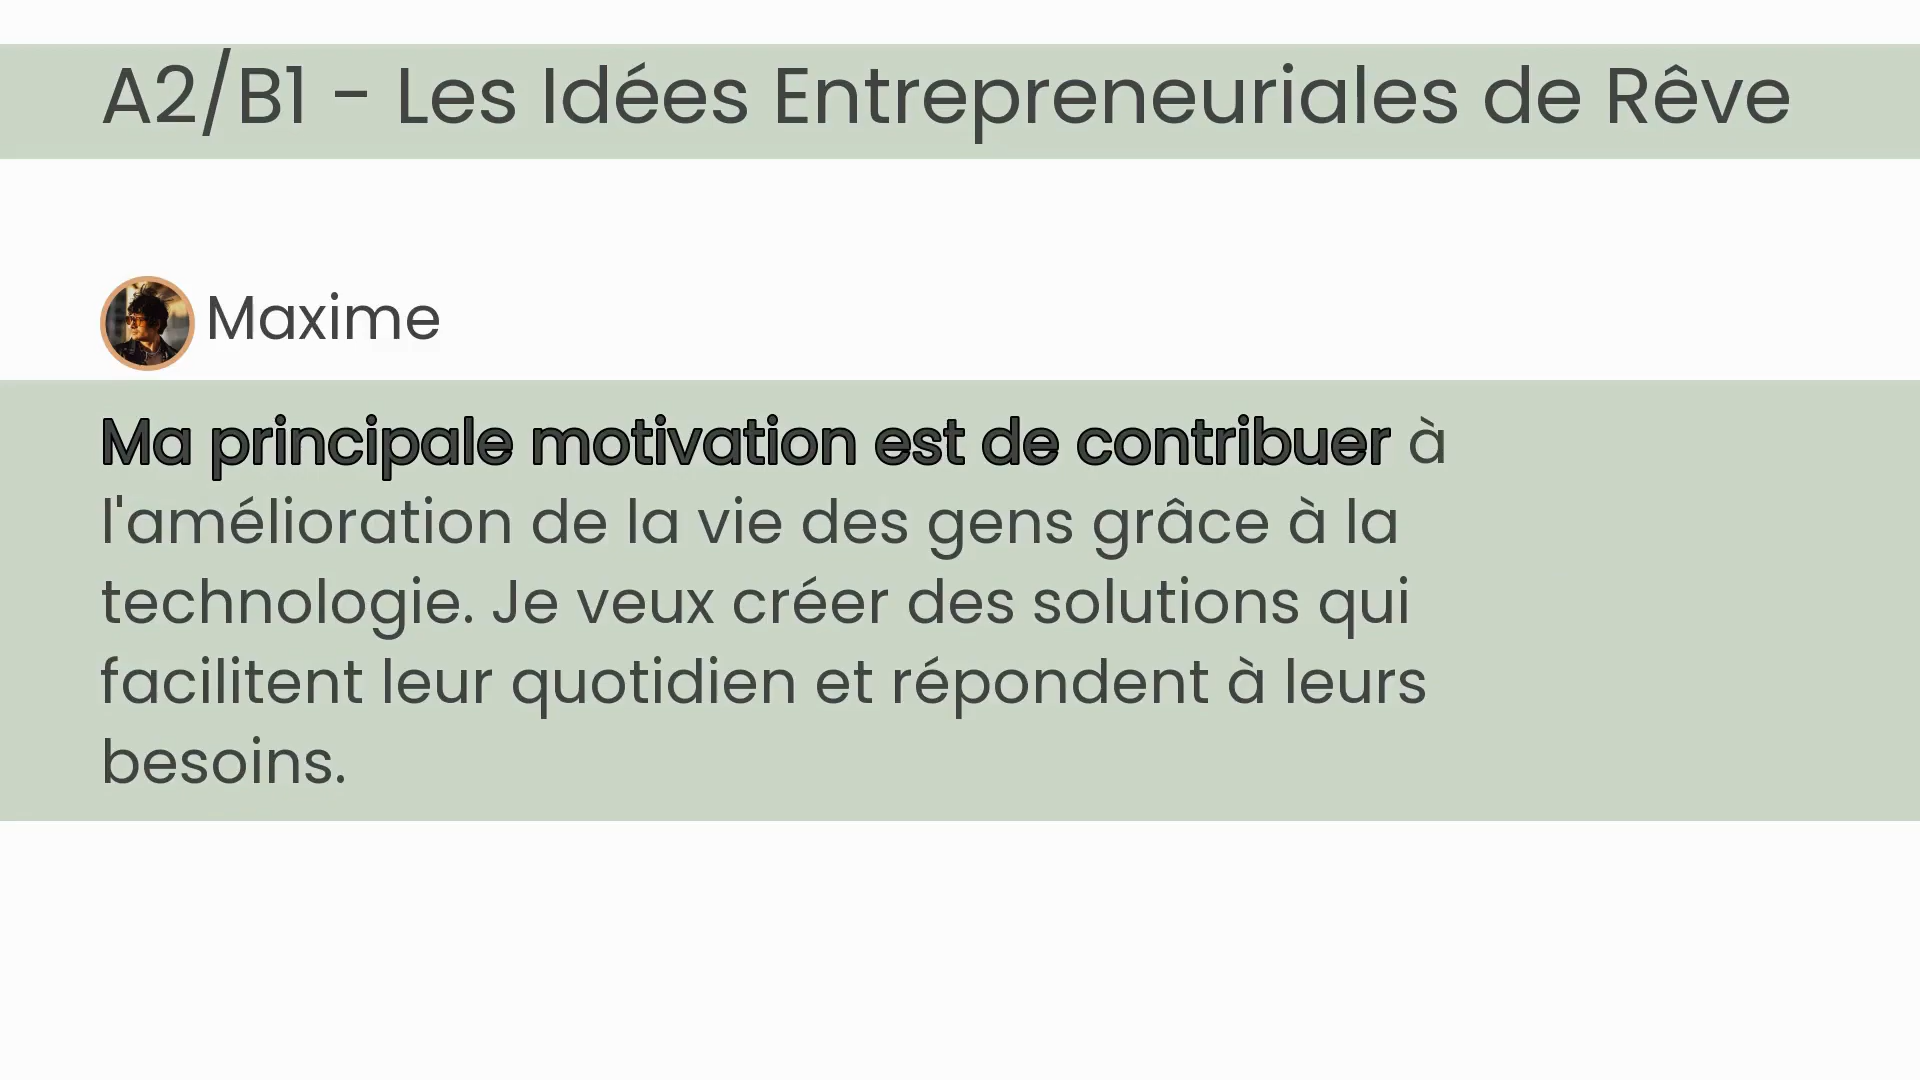 A2/B1 - Les Idées Entrepreneuriales de Rêve
Maxime
Ma principale motivation est de contribuer à
l'amélioration de la vie des gens grâce à la
technologie. Je veux créer des solutions qui
facilitent leur quotidien et répondent à leurs
besoins.